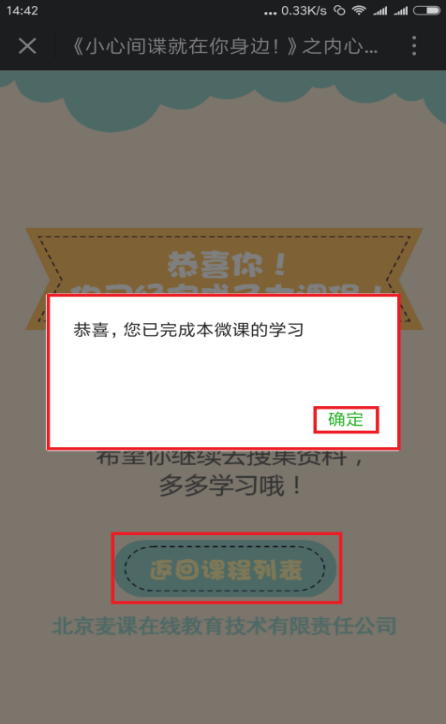 14:42
... 0.33K/s
《小心间谍就在你身边！》之内心...
恭喜你！
恭喜，您已完成本微课的学习
确定
希望你继续去搜集资料，
多多学习哦！
返回课程列表
北京麦课在线教育技术有限责任公司